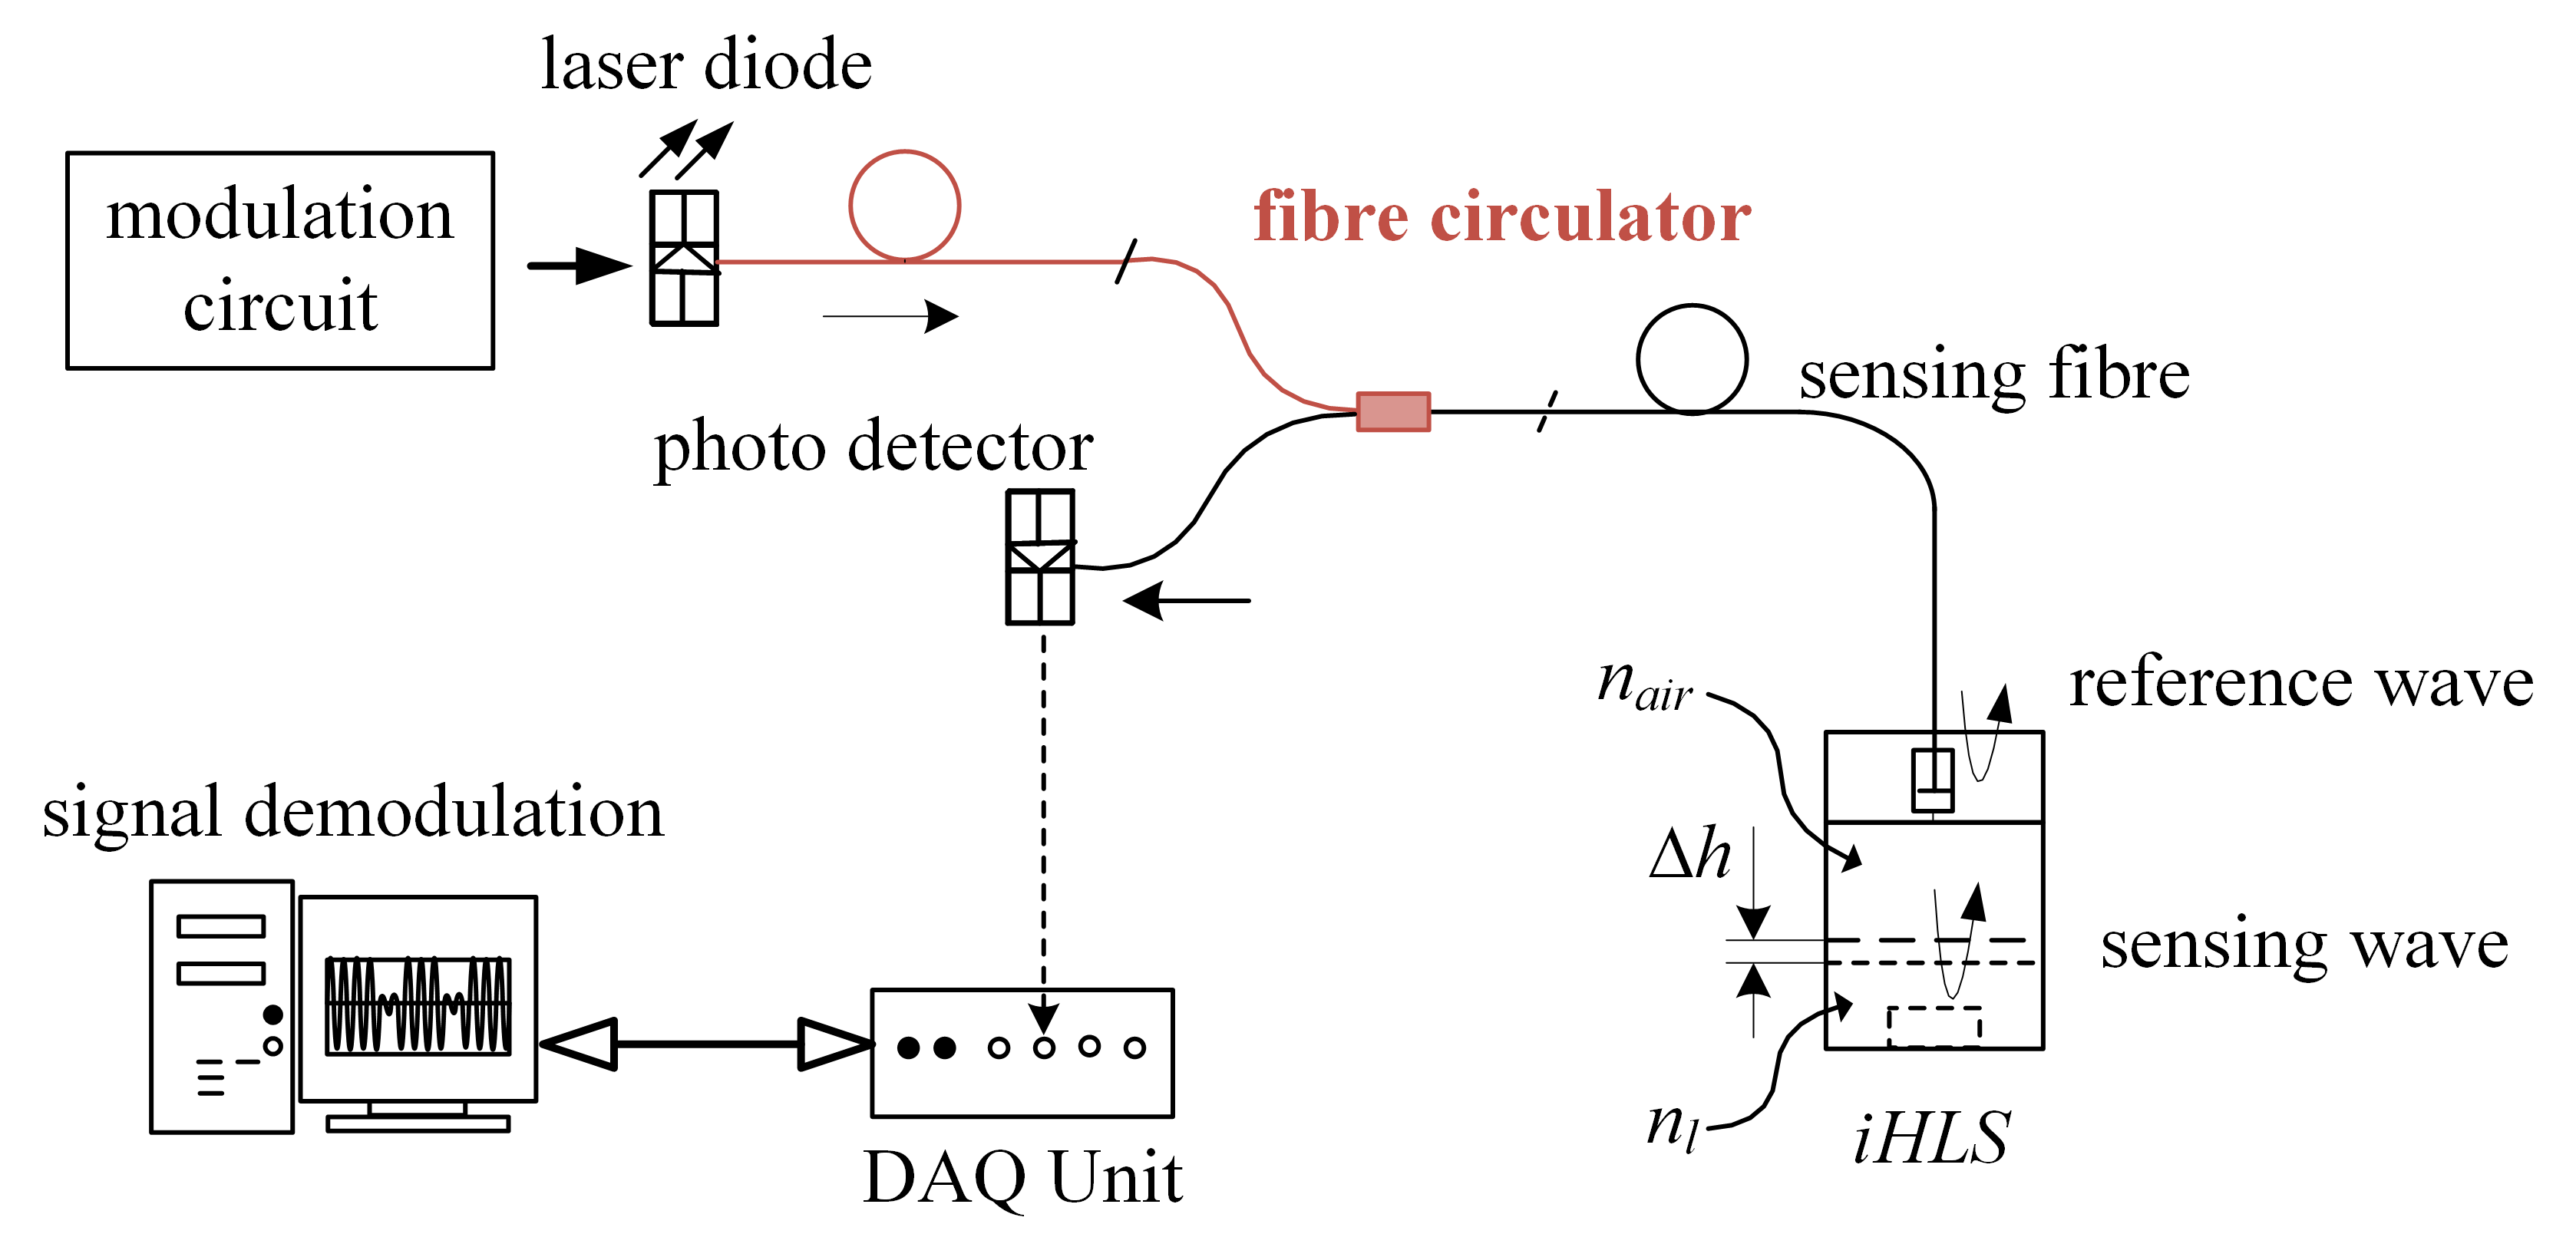 laser diode
modulation
circuit
fibre circulator
sensing fibre
photo detector
n_air
reference wave
signal demodulation
Δh
sensing wave
n_l
iHLS
DAQ Unit